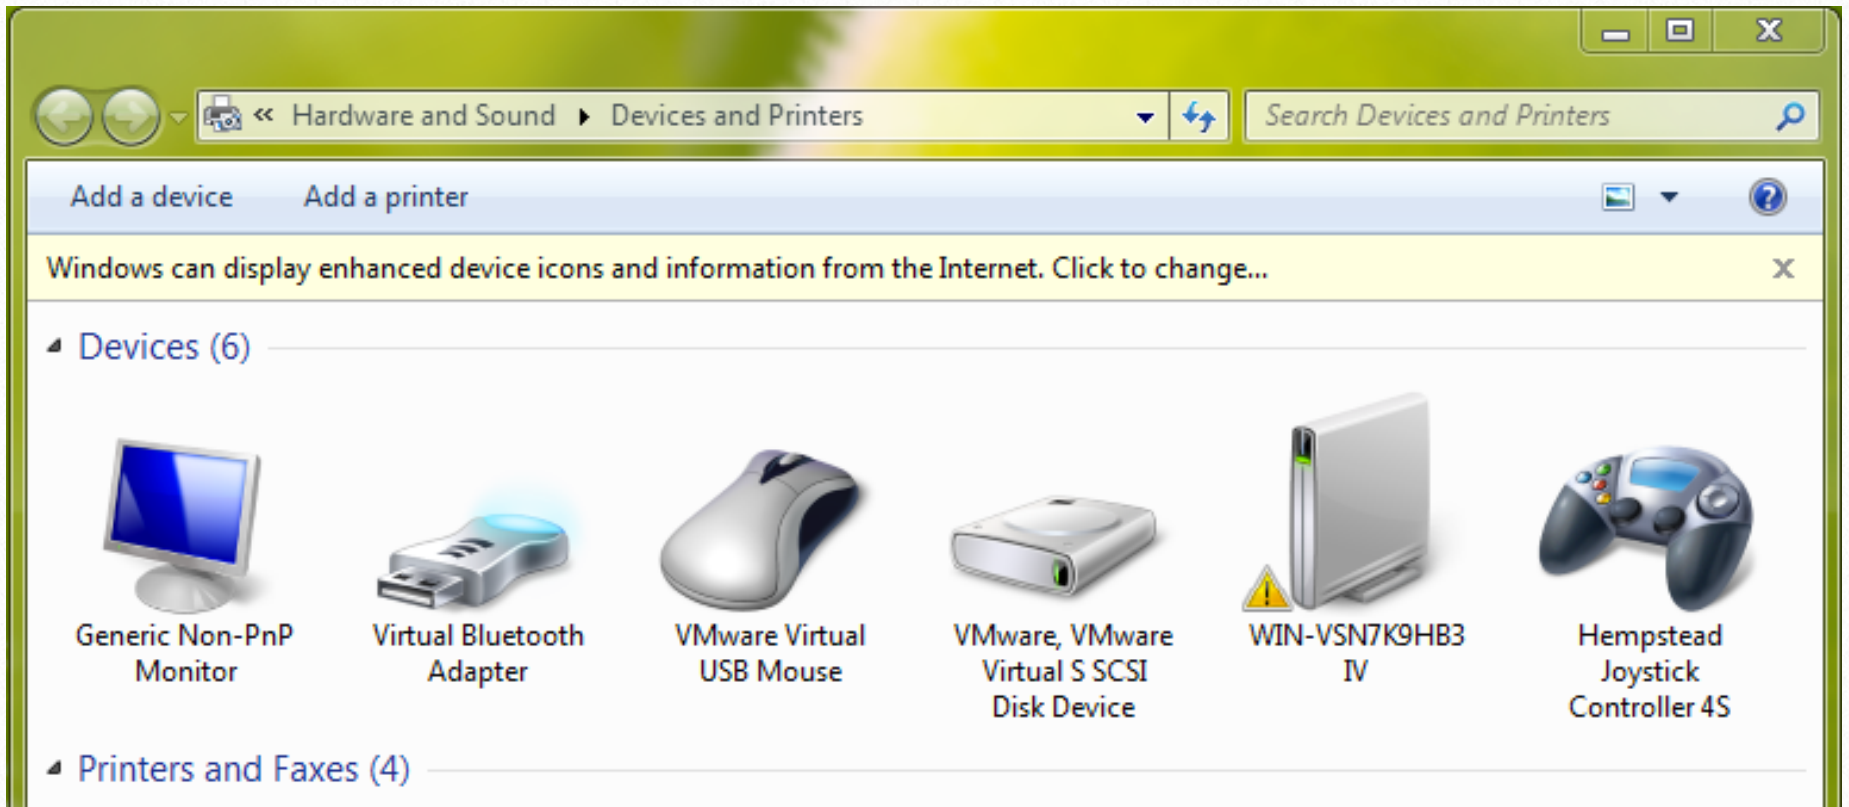 « Hardware and Sound Devices and Printers
Search Devices and Printers
Add a device Add a printer
Windows can display enhanced device icons and information from the Internet. Click to change...
Devices (6)
Generic Non-PnP
Monitor
Virtual Bluetooth
Adapter
VMware Virtual
USB Mouse
VMware, VMware
Virtual S SCSI
Disk Device
WIN-VSN7K9HB3
IV
Hempstead
Joystick
Controller 4S
Printers and Faxes (4)